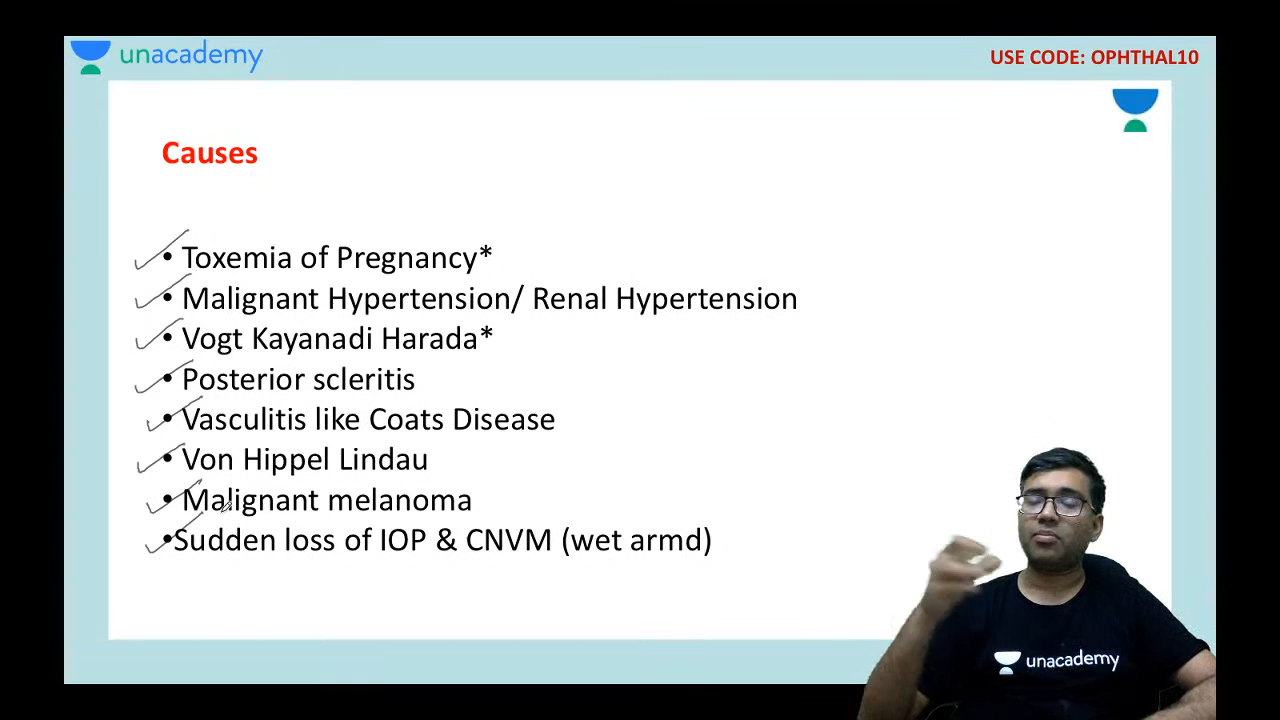 unacademy
USE CODE: OPHTHAL10
Causes
• Toxemia of Pregnancy*
• Malignant Hypertension/ Renal Hypertension
• Vogt Kayanadi Harada*
• Posterior scleritis
• Vasculitis like Coats Disease
• Von Hippel Lindau
• Malignant melanoma
•Sudden loss of IOP & CNVM (wet armd)
unacademy